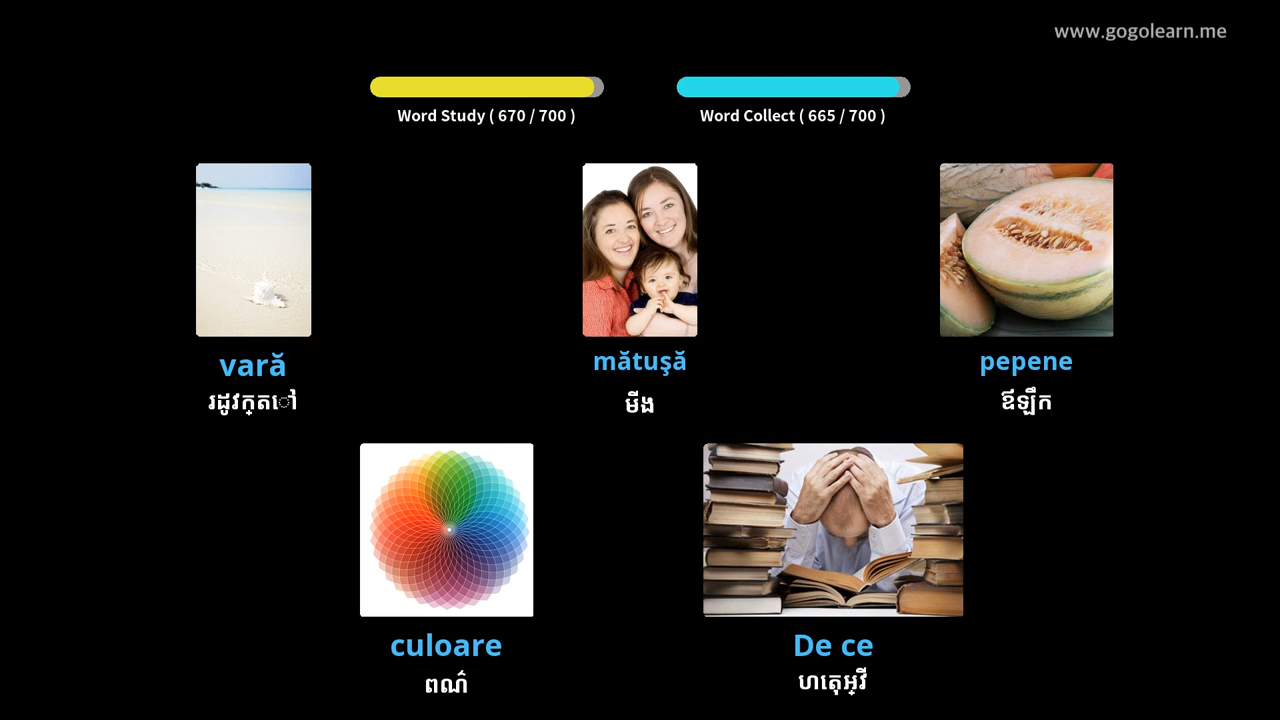 www.gogolearn.me
Word Study ( 670 / 700 )
Word Collect ( 665 / 700 )
vară
mătuşă
pepene
រដូវក្តៅ
មីង
ឪឡឹក
culoare
De ce
ពណ៌
ហេតុអ្វី